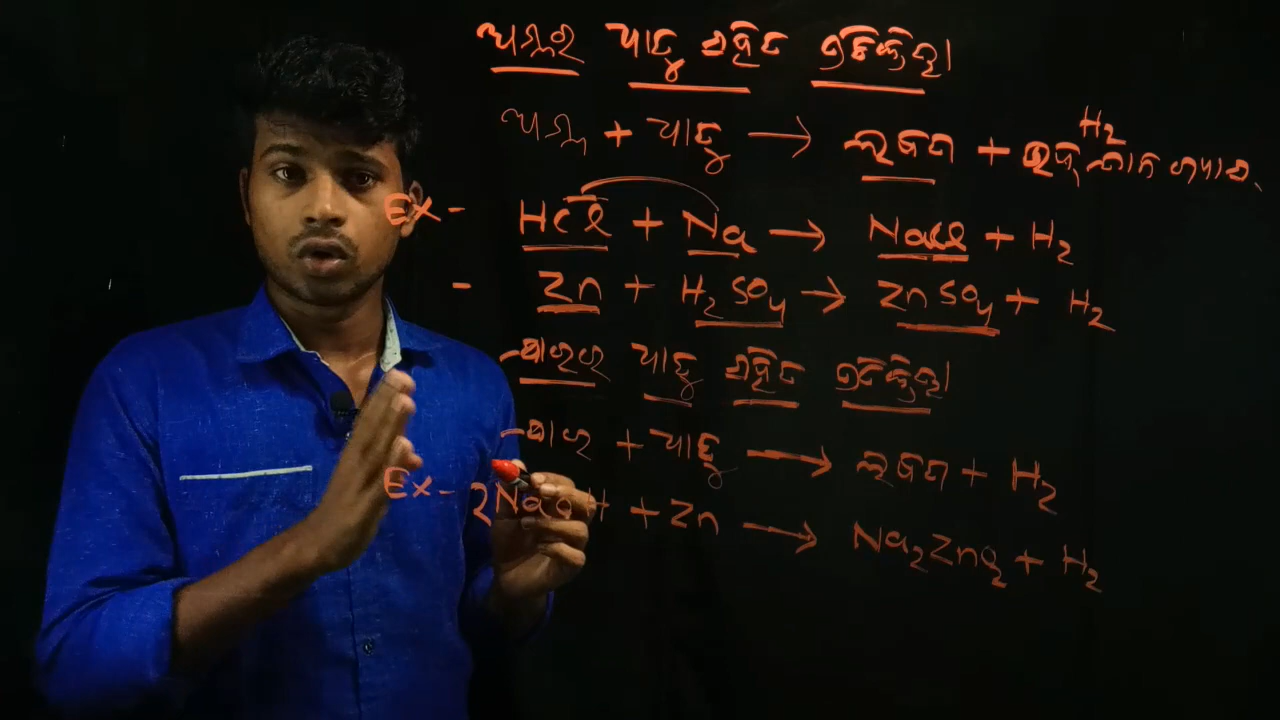 ଅମ୍ଳର ଧାତୁ ସହିତ ପ୍ରତିକ୍ରିୟା
ଅମ୍ଳ + ଧାତୁ → ଲବଣ + H2
Ex - HCl + Na → NaCl + H2
- Zn + H2SO4 → ZnSO4 + H2
- କ୍ଷାରର ଧାତୁ ସହିତ ପ୍ରତିକ୍ରିୟା
- କ୍ଷାର + ଧାତୁ → ଲବଣ + H2
Ex - 2NaOH + Zn → Na2ZnO2 + H2